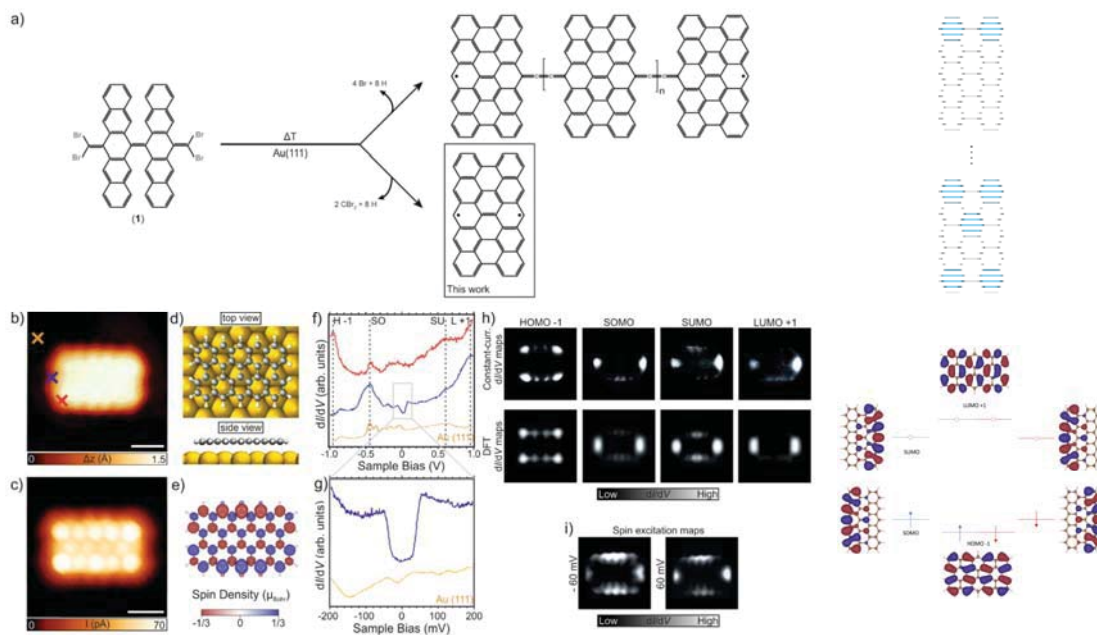 a)
4 Br + 8 H
n
Br
Br
Br
Br
ΔT
Au(111)
(1)
2 CBr₂ + 8 H
This work
b)
0
Δz (Å)
1.5
c)
0
I (pA)
70
d)
top view
side view
e)
Spin Density (μBohr)
-1/3
0
1/3
f)
H -1
SO
SU
L +1
dI/dV (arb. units)
Au (111)
-1.0
-0.5
0.0
0.5
1.0
Sample Bias (V)
g)
dI/dV (arb. units)
Au (111)
-200
-100
0
100
200
Sample Bias (mV)
h)
HOMO -1
SOMO
SUMO
LUMO +1
Constant-curr.
dI/dV maps
DFT
dI/dV maps
Low
dI/dV
High
i)
Spin excitation maps
- 60 mV
60 mV
Low
dI/dV
High
LUMO +1
SUMO
SOMO
HOMO -1